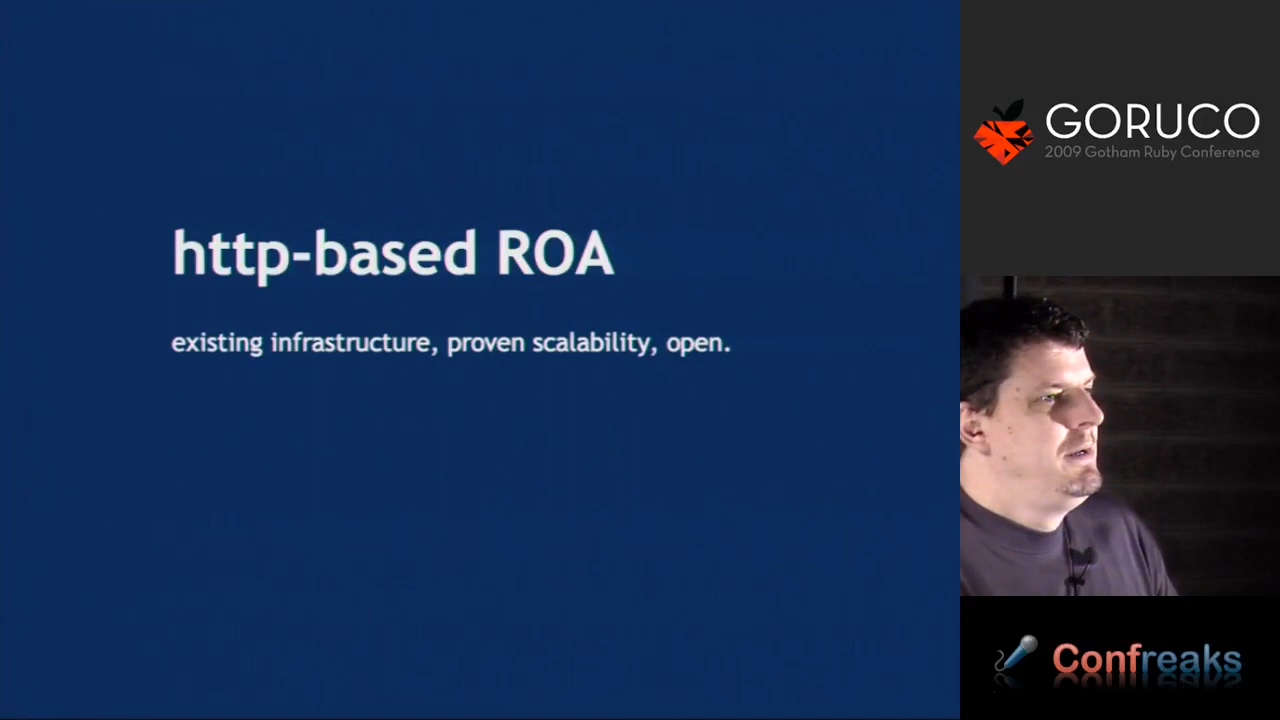 http-based ROA
existing infrastructure, proven scalability, open.
GORUCO
2009 Gotham Ruby Conference
Confreaks